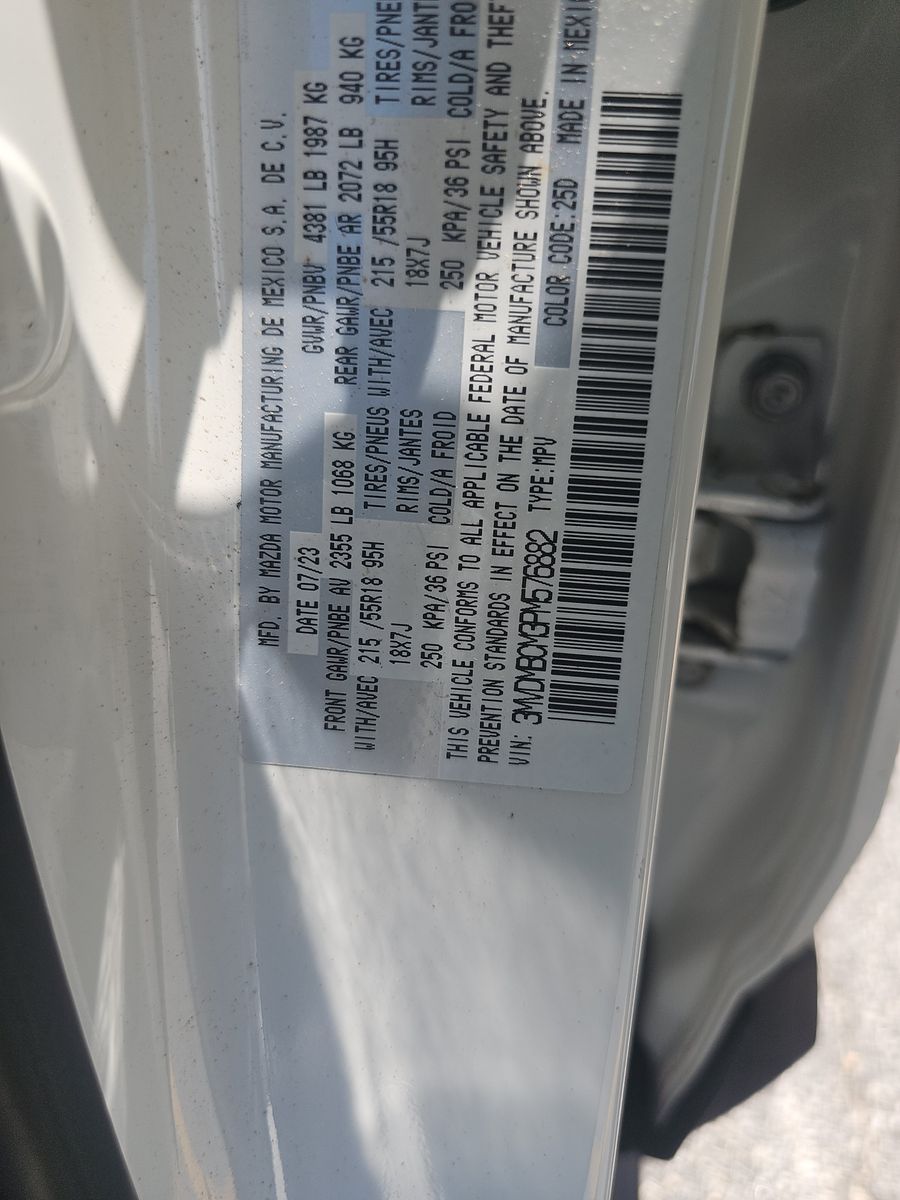 MFD. BY MAZDA MOTOR MANUFACTURING DE MEXICO S.A. DE C.V.
DATE 07/23 GVWR/PNBV 4381 LB 1987 KG
FRONT GAWR/PNBE AV 2355 LB 1068 KG REAR GAWR/PNBE AR 2072 LB 940 KG
WITH/AVEC 215 /55R18 95H TIRES/PNEUS WITH/AVEC 215 /55R18 95H TIRES/PNE
18X7J RIMS/JANTES 18X7J RIMS/JANTE
250 KPA/36 PSI COLD/A FROID 250 KPA/36 PSI COLD/A FRO
THIS VEHICLE CONFORMS TO ALL APPLICABLE FEDERAL MOTOR VEHICLE SAFETY AND THEFT
PREVENTION STANDARDS IN EFFECT ON THE DATE OF MANUFACTURE SHOWN ABOVE.
VIN: 3MVDMBCM3PM576882 TYPE:MPV COLOR CODE:25D MADE IN MEXIC